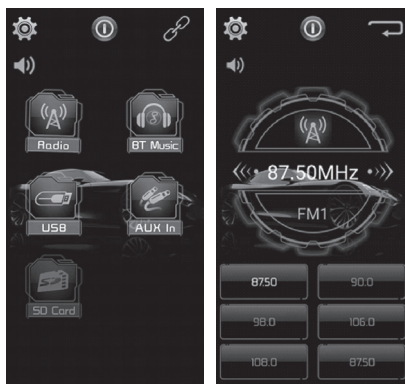 Radio
BT Music
USB
AUX In
SD Card
87.50MHz
FM1
87.50
90.0
98.0
106.0
108.0
87.50